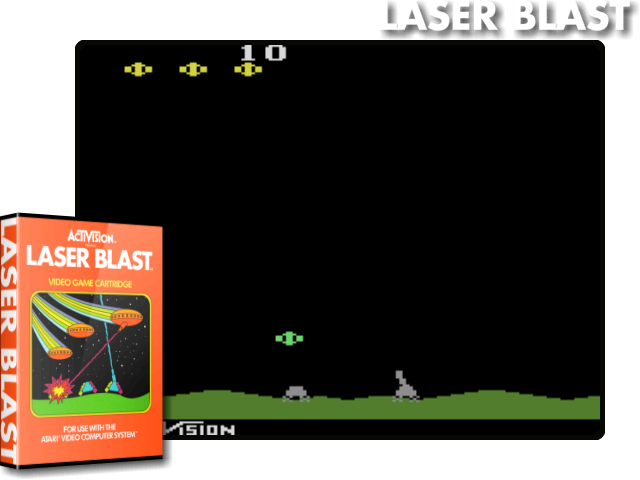 LASER BLAST
10
LASER BLAST
ACTIVISION
LASER BLAST
VIDEO GAME CARTRIDGE
FOR USE WITH THE
ATARI® VIDEO COMPUTER SYSTEM™
VISION